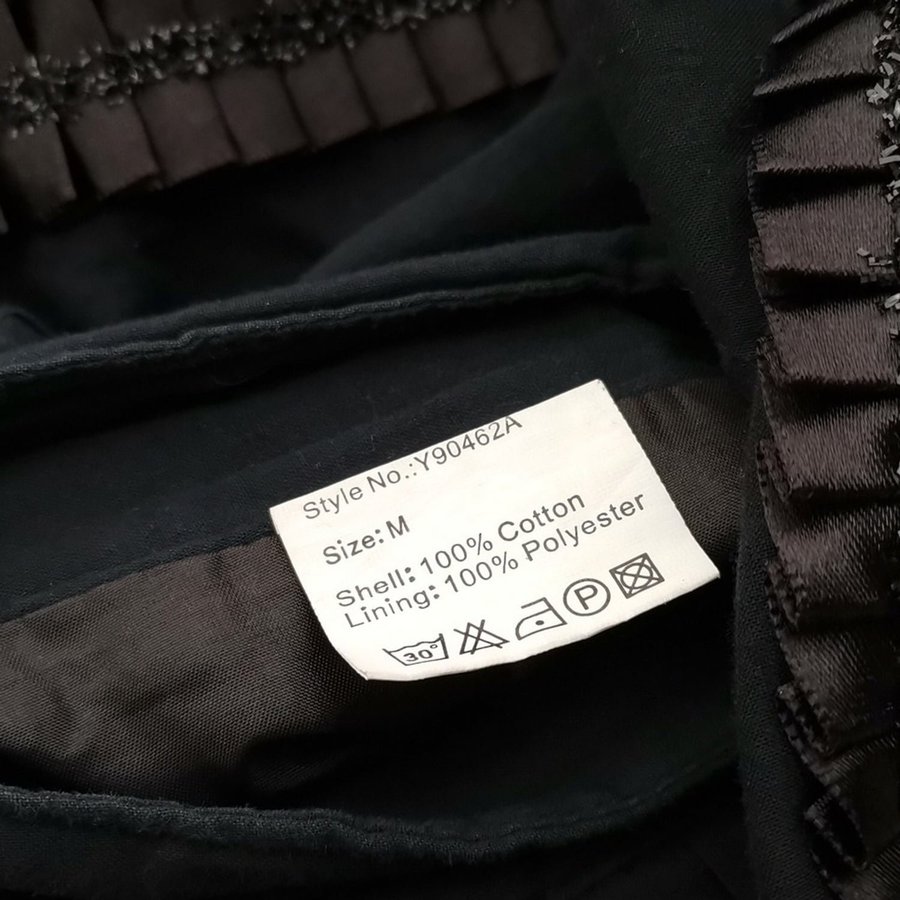 Style No.:Y90462A
Size:M
Shell:100% Cotton
Lining:100% Polyester
30° P